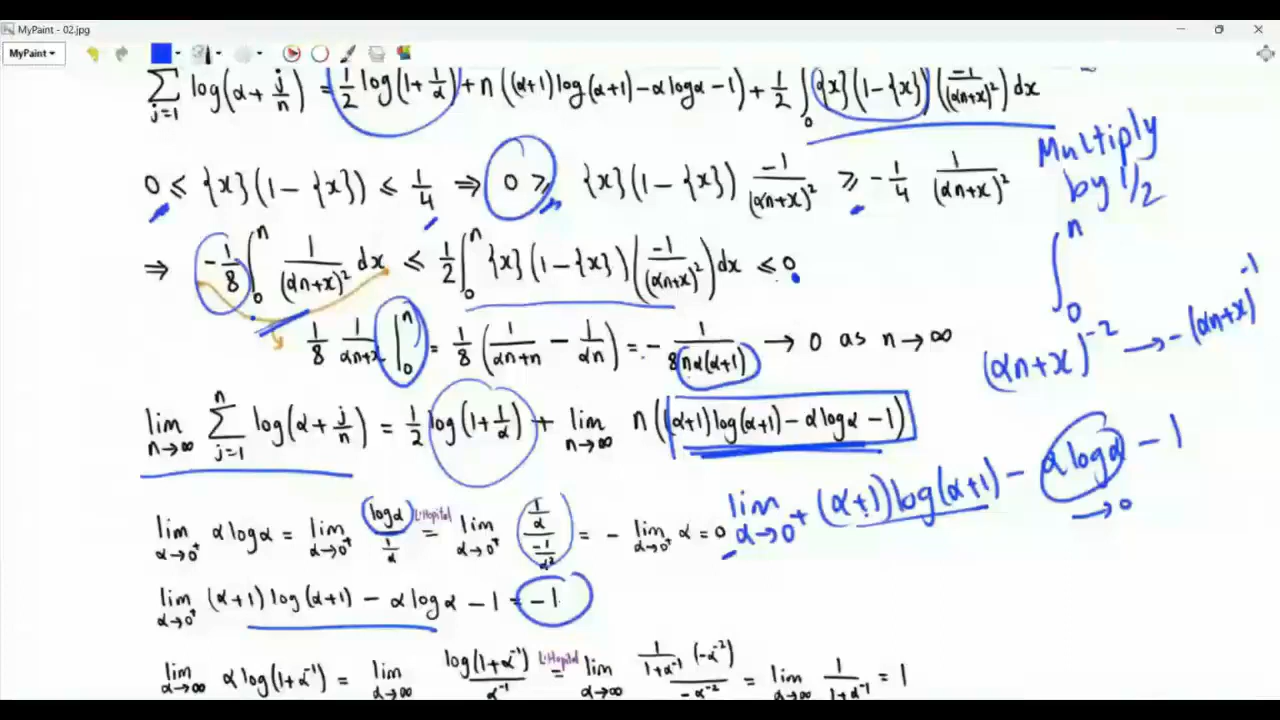 MyPaint - 02.jpg
MyPaint
∑_{j=1} log(α + j/n) = 1/2 log(1 + 1/α) + n((α+1)log(α+1) - α log α - 1) + 1/2 ∫_0 {x}(1-{x})(-1/(αn+x)²)dx
Multiply
by 1/2
0 ≤ {x}(1-{x}) ≤ 1/4 ⇒ 0 ≥ {x}(1-{x}) -1/(αn+x)² ≥ -1/4 1/(αn+x)²
⇒ -1/8 ∫_0^n 1/(αn+x)² dx ≤ 1/2 ∫_0^n {x}(1-{x})(-1/(αn+x)²)dx ≤ 0
∫_0^n
1/8 1/(αn+x) |_0^n = 1/8 (1/(αn+n) - 1/(αn)) = - 1/(8nα(α+1)) → 0 as n→∞
(αn+x)^{-2} → -(αn+x)^{-1}
lim_{n→∞} ∑_{j=1}^n log(α + j/n) = 1/2 log(1 + 1/α) + lim_{n→∞} n((α+1)log(α+1) - α log α - 1)
lim_{α→0⁺} (α+1)log(α+1) - α log α - 1
→0
lim_{α→0⁺} α log α = lim_{α→0⁺} log α/(1/α) =^{L'Hopital} lim_{α→0⁺} (1/α)/(-1/α²) = - lim_{α→0⁺} α = 0
lim_{α→0⁺} (α+1)log(α+1) - α log α - 1 = -1
lim_{α→∞} α log(1+α^{-1}) = lim_{α→∞} log(1+α^{-1})/α^{-1} =^{L'Hopital} lim_{α→∞} (1/(1+α^{-1}) (-α^{-2}))/(-α^{-2}) = lim_{α→∞} 1/(1+α^{-1}) = 1